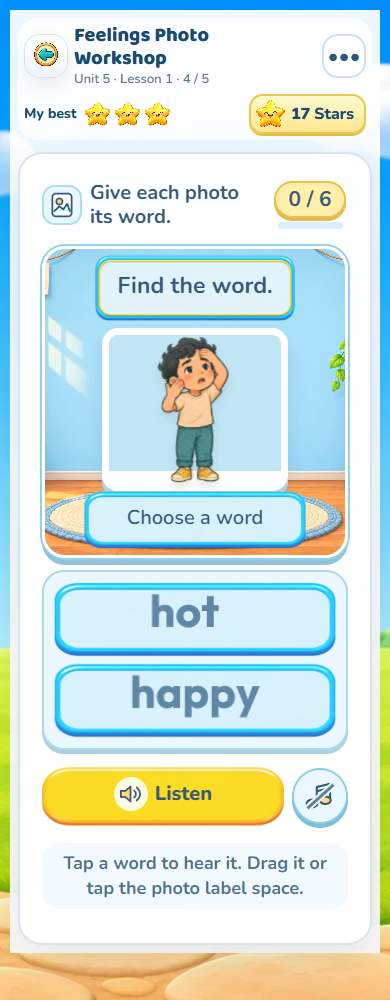 Feelings Photo
Workshop
Unit 5 · Lesson 1 · 4 / 5
My best
17 Stars
Give each photo
its word.
0 / 6
Find the word.
Choose a word
hot
happy
Listen
Tap a word to hear it. Drag it or
tap the photo label space.